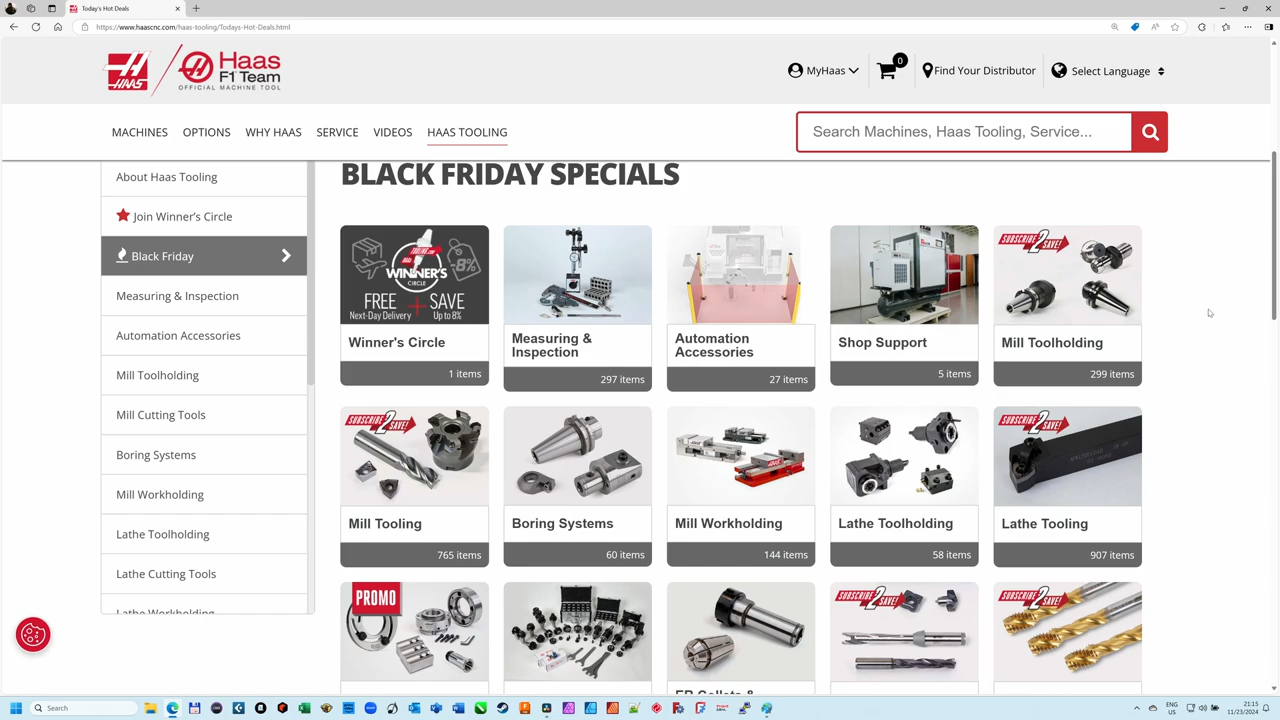 Today's Hot Deals
https://www.haascnc.com/haas-tooling/Todays-Hot-Deals.html
HAAS
Haas
F1 Team
OFFICIAL MACHINE TOOL
MyHaas
0
Find Your Distributor
Select Language
MACHINES
OPTIONS
WHY HAAS
SERVICE
VIDEOS
HAAS TOOLING
Search Machines, Haas Tooling, Service...
About Haas Tooling
Join Winner's Circle
Black Friday
Measuring & Inspection
Automation Accessories
Mill Toolholding
Mill Cutting Tools
Boring Systems
Mill Workholding
Lathe Toolholding
Lathe Cutting Tools
Lathe Workholding
BLACK FRIDAY SPECIALS
WINNER'S
CIRCLE
-8%
FREE + SAVE
Next-Day Delivery Up to 8%
Winner's Circle
1 items
Measuring &
Inspection
297 items
Automation
Accessories
27 items
Shop Support
5 items
SUBSCRIBE 2 SAVE!
Mill Toolholding
299 items
SUBSCRIBE 2 SAVE!
Mill Tooling
765 items
Boring Systems
60 items
Mill Workholding
144 items
Lathe Toolholding
58 items
SUBSCRIBE 2 SAVE!
Lathe Tooling
907 items
PROMO
ER Collets &
SUBSCRIBE 2 SAVE!
SUBSCRIBE 2 SAVE!
Search
ENG
US
21:15
11/23/2024